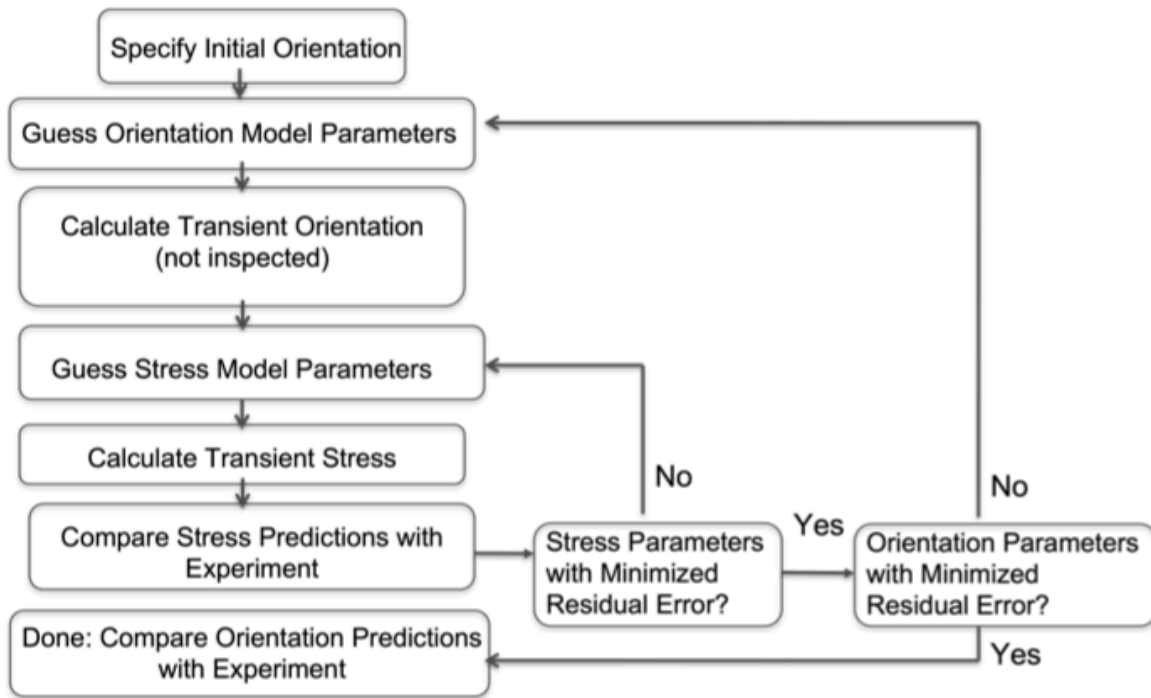 Specify Initial Orientation
Guess Orientation Model Parameters
Calculate Transient Orientation
(not inspected)
Guess Stress Model Parameters
Calculate Transient Stress
Compare Stress Predictions with
Experiment
No
Stress Parameters
with Minimized
Residual Error?
Yes
No
Orientation Parameters
with Minimized
Residual Error?
Yes
Done: Compare Orientation Predictions
with Experiment